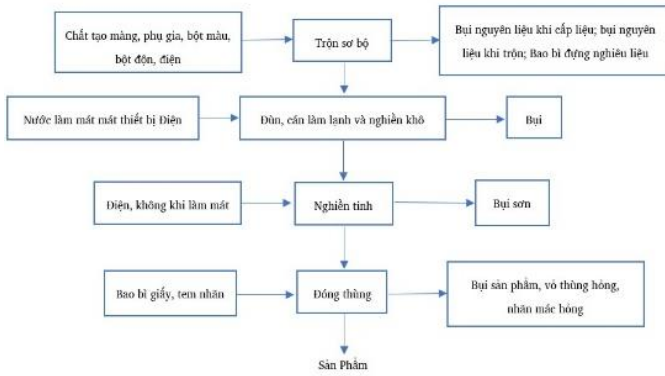 Chất tạo màng, phụ gia, bột màu,
bột độn, điện
Trộn sơ bộ
Bụi nguyên liệu khi cấp liệu; bụi nguyên
liệu khi trộn; Bao bì đựng nghiêu liệu
Nước làm mát mát thiết bị Điện
Đùn, cán làm lạnh và nghiền khô
Bụi
Điện, không khí làm mát
Nghiền tinh
Bụi sơn
Bao bì giấy, tem nhãn
Đóng thùng
Bụi sản phẩm, vỏ thùng hỏng,
nhãn mác hỏng
Sản Phẩm